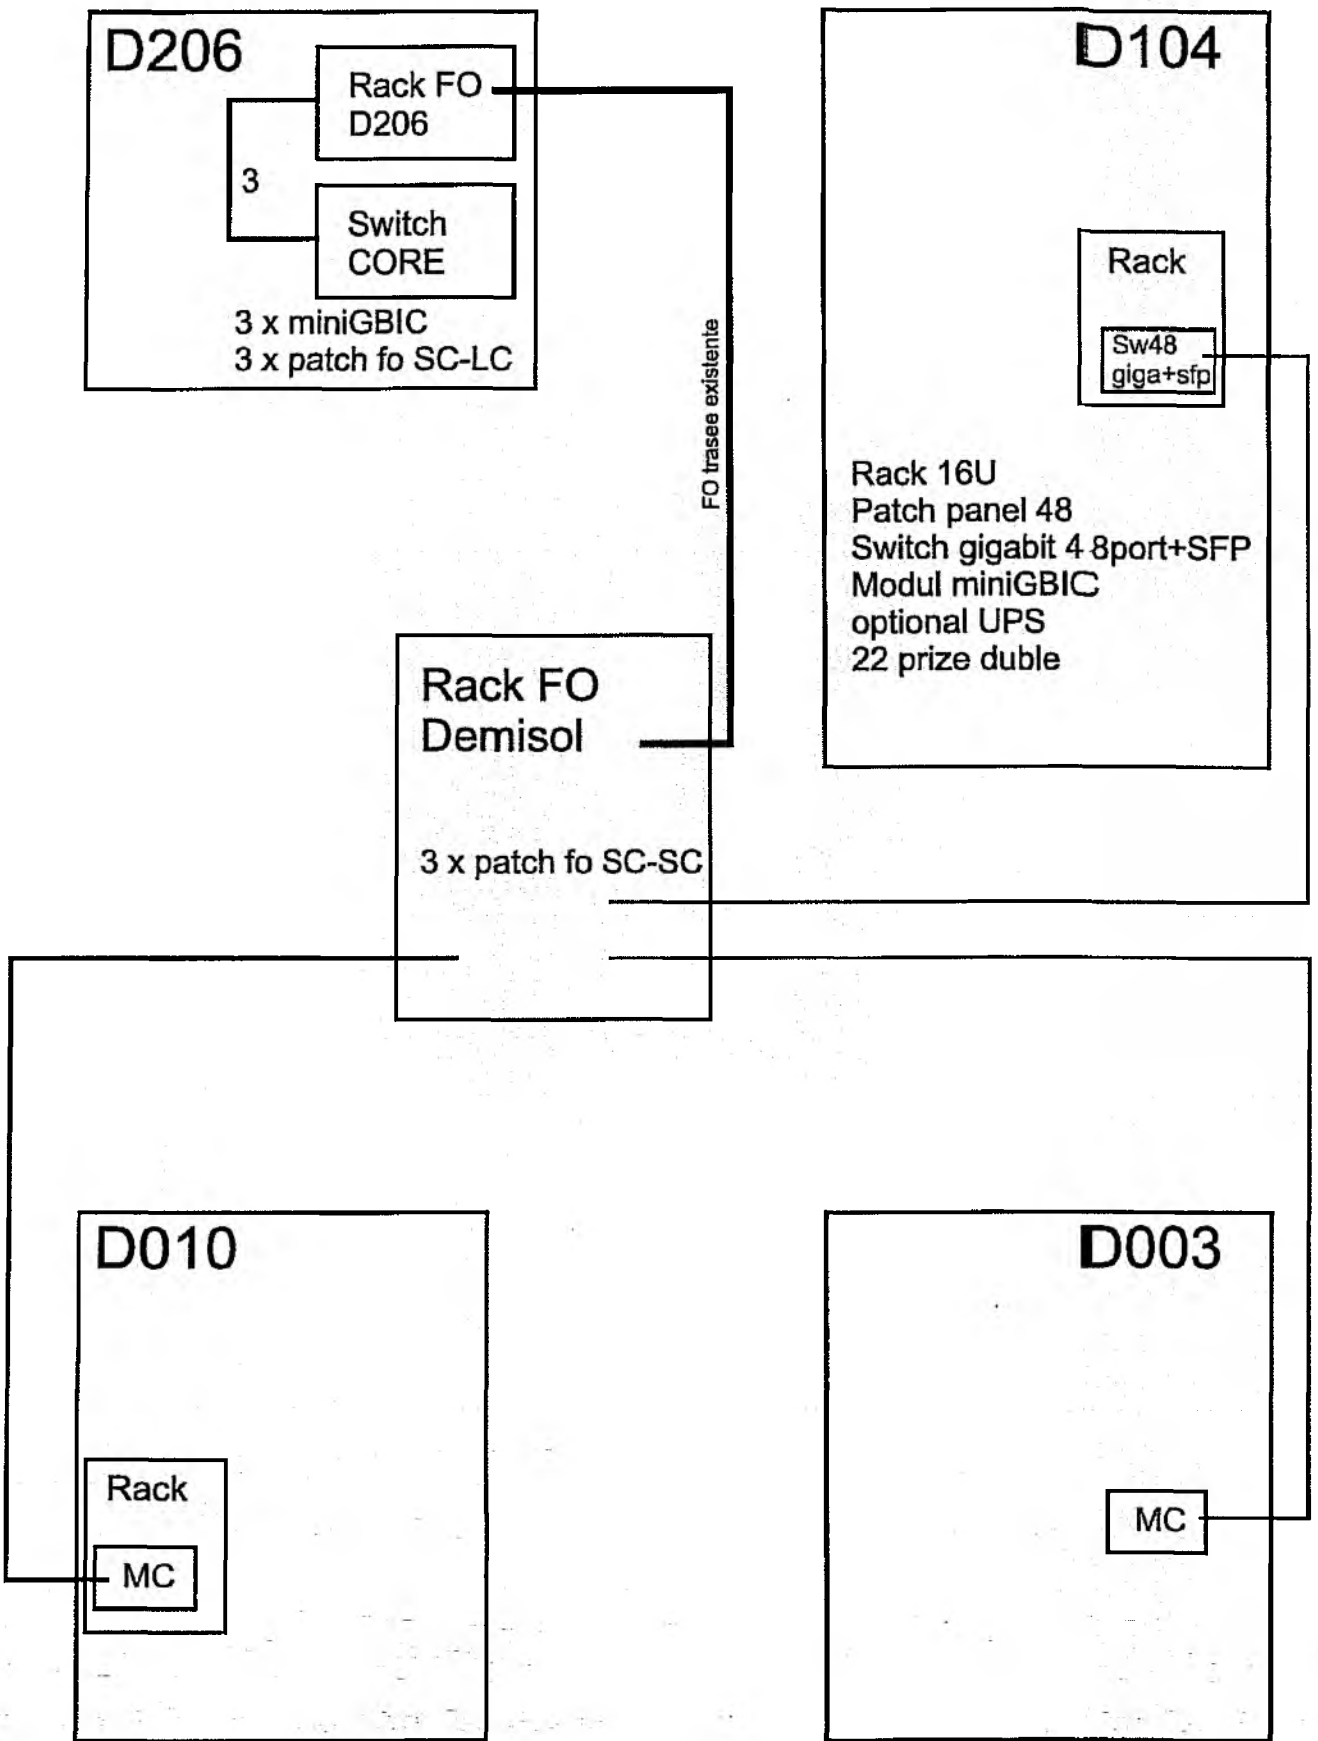 D206
Rack FO
D206
3
Switch
CORE
3 x miniGBIC
3 x patch fo SC-LC
FO trasee existente
D104
Rack
Sw48
giga+sfp
Rack 16U
Patch panel 48
Switch gigabit 48port+SFP
Modul miniGBIC
optional UPS
22 prize duble
Rack FO
Demisol
3 x patch fo SC-SC
D010
Rack
MC
D003
MC